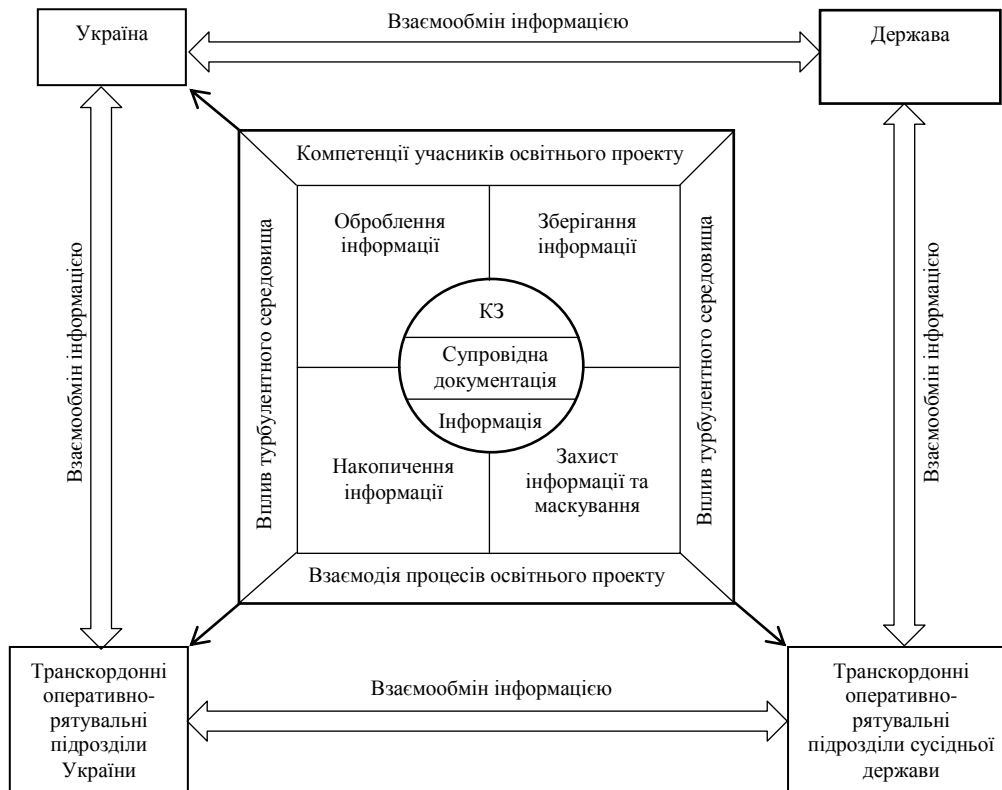 Взаємообмін інформацією
Україна
Держава
Компетенції учасників освітнього проекту
Оброблення
інформації
Зберігання
інформації
Взаємообмін інформацією
Вплив турбулентного середовища
КЗ
Супровідна
документація
Інформація
Вплив турбулентного середовища
Взаємообмін інформацією
Накопичення
інформації
Захист
інформації та
маскування
Взаємодія процесів освітнього проекту
Транскордонні
оперативно-
рятувальні
підрозділи
України
Взаємообмін інформацією
Транскордонні
оперативно-
рятувальні
підрозділи сусідньої
держави